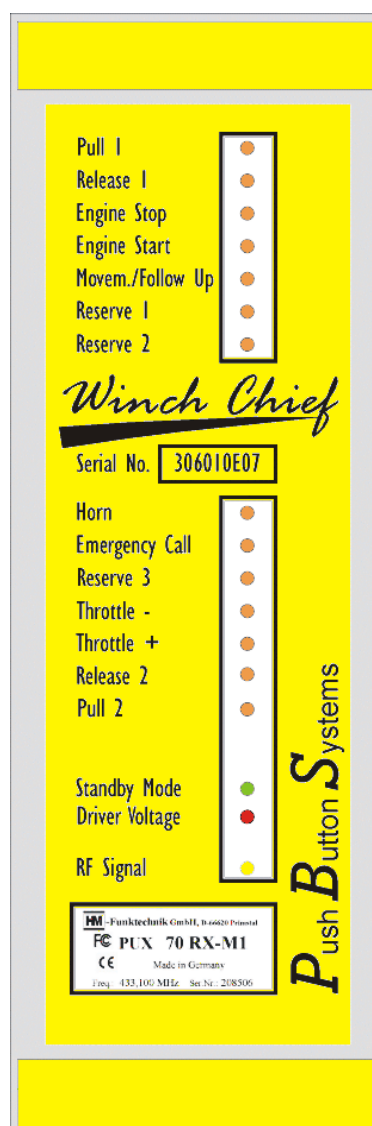 Pull 1
Release 1
Engine Stop
Engine Start
Movem./Follow Up
Reserve 1
Reserve 2
Winch Chief
Serial No. 306010E07
Horn
Emergency Call
Reserve 3
Throttle -
Throttle +
Release 2
Pull 2
Standby Mode
Driver Voltage
RF Signal
Push Button Systems
HM-Funktechnik GmbH, D-66620 Primstal
FC PUX 70 RX-M1
CE Made in Germany
Freq.: 433,100 MHz Ser.Nr.: 208506